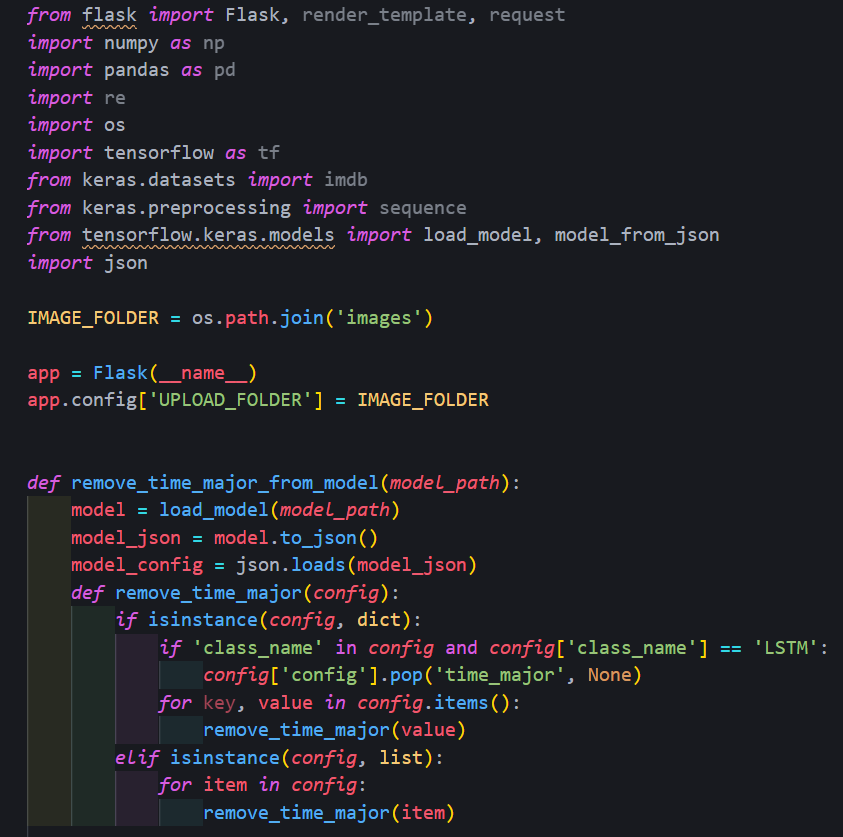 from flask import Flask, render_template, request
import numpy as np
import pandas as pd
import re
import os
import tensorflow as tf
from keras.datasets import imdb
from keras.preprocessing import sequence
from tensorflow.keras.models import load_model, model_from_json
import json

IMAGE_FOLDER = os.path.join('images')

app = Flask(__name__)
app.config['UPLOAD_FOLDER'] = IMAGE_FOLDER


def remove_time_major_from_model(model_path):
    model = load_model(model_path)
    model_json = model.to_json()
    model_config = json.loads(model_json)
    def remove_time_major(config):
        if isinstance(config, dict):
            if 'class_name' in config and config['class_name'] == 'LSTM':
                config['config'].pop('time_major', None)
            for key, value in config.items():
                remove_time_major(value)
        elif isinstance(config, list):
            for item in config:
                remove_time_major(item)